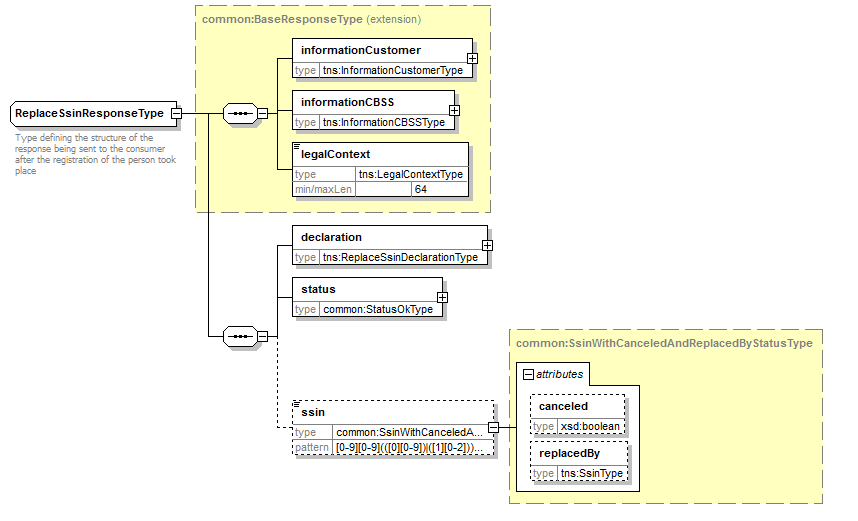 common:BaseResponseType (extension)
informationCustomer
type tns:InformationCustomerType
informationCBSS
type tns:InformationCBSSType
legalContext
type tns:LegalContextType
min/maxLen 64
ReplaceSsinResponseType
Type defining the structure of the
response being sent to the consumer
after the registration of the person took
place
declaration
type tns:ReplaceSsinDeclarationType
status
type common:StatusOkType
ssin
type common:SsinWithCanceledA...
pattern [0-9][0-9](([0][0-9])|([1][0-2]))...
common:SsinWithCanceledAndReplacedByStatusType
attributes
canceled
type xsd:boolean
replacedBy
type tns:SsinType